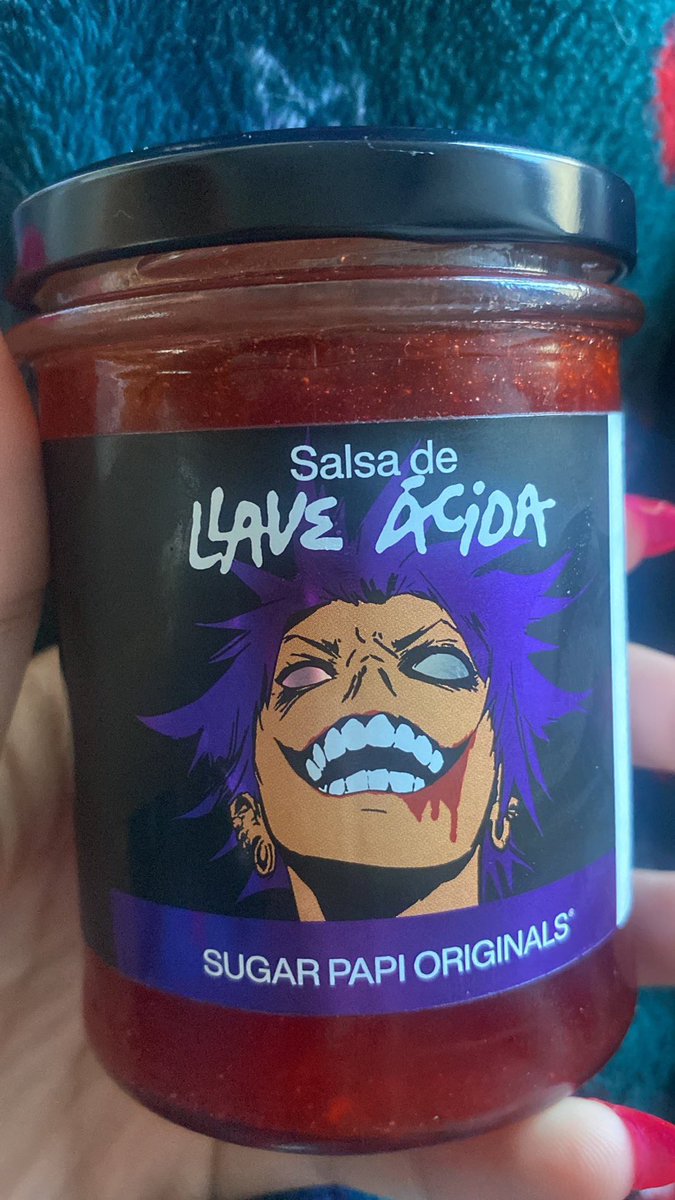 Salsa de
LLAVE ÁCIDA
SUGAR PAPI ORIGINALS®